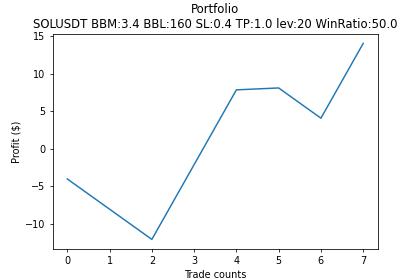 Portfolio
SOLUSDT BBM:3.4 BBL:160 SL:0.4 TP:1.0 lev:20 WinRatio:50.0
15
10
5
0
−5
−10
Profit ($)
0 1 2 3 4 5 6 7
Trade counts